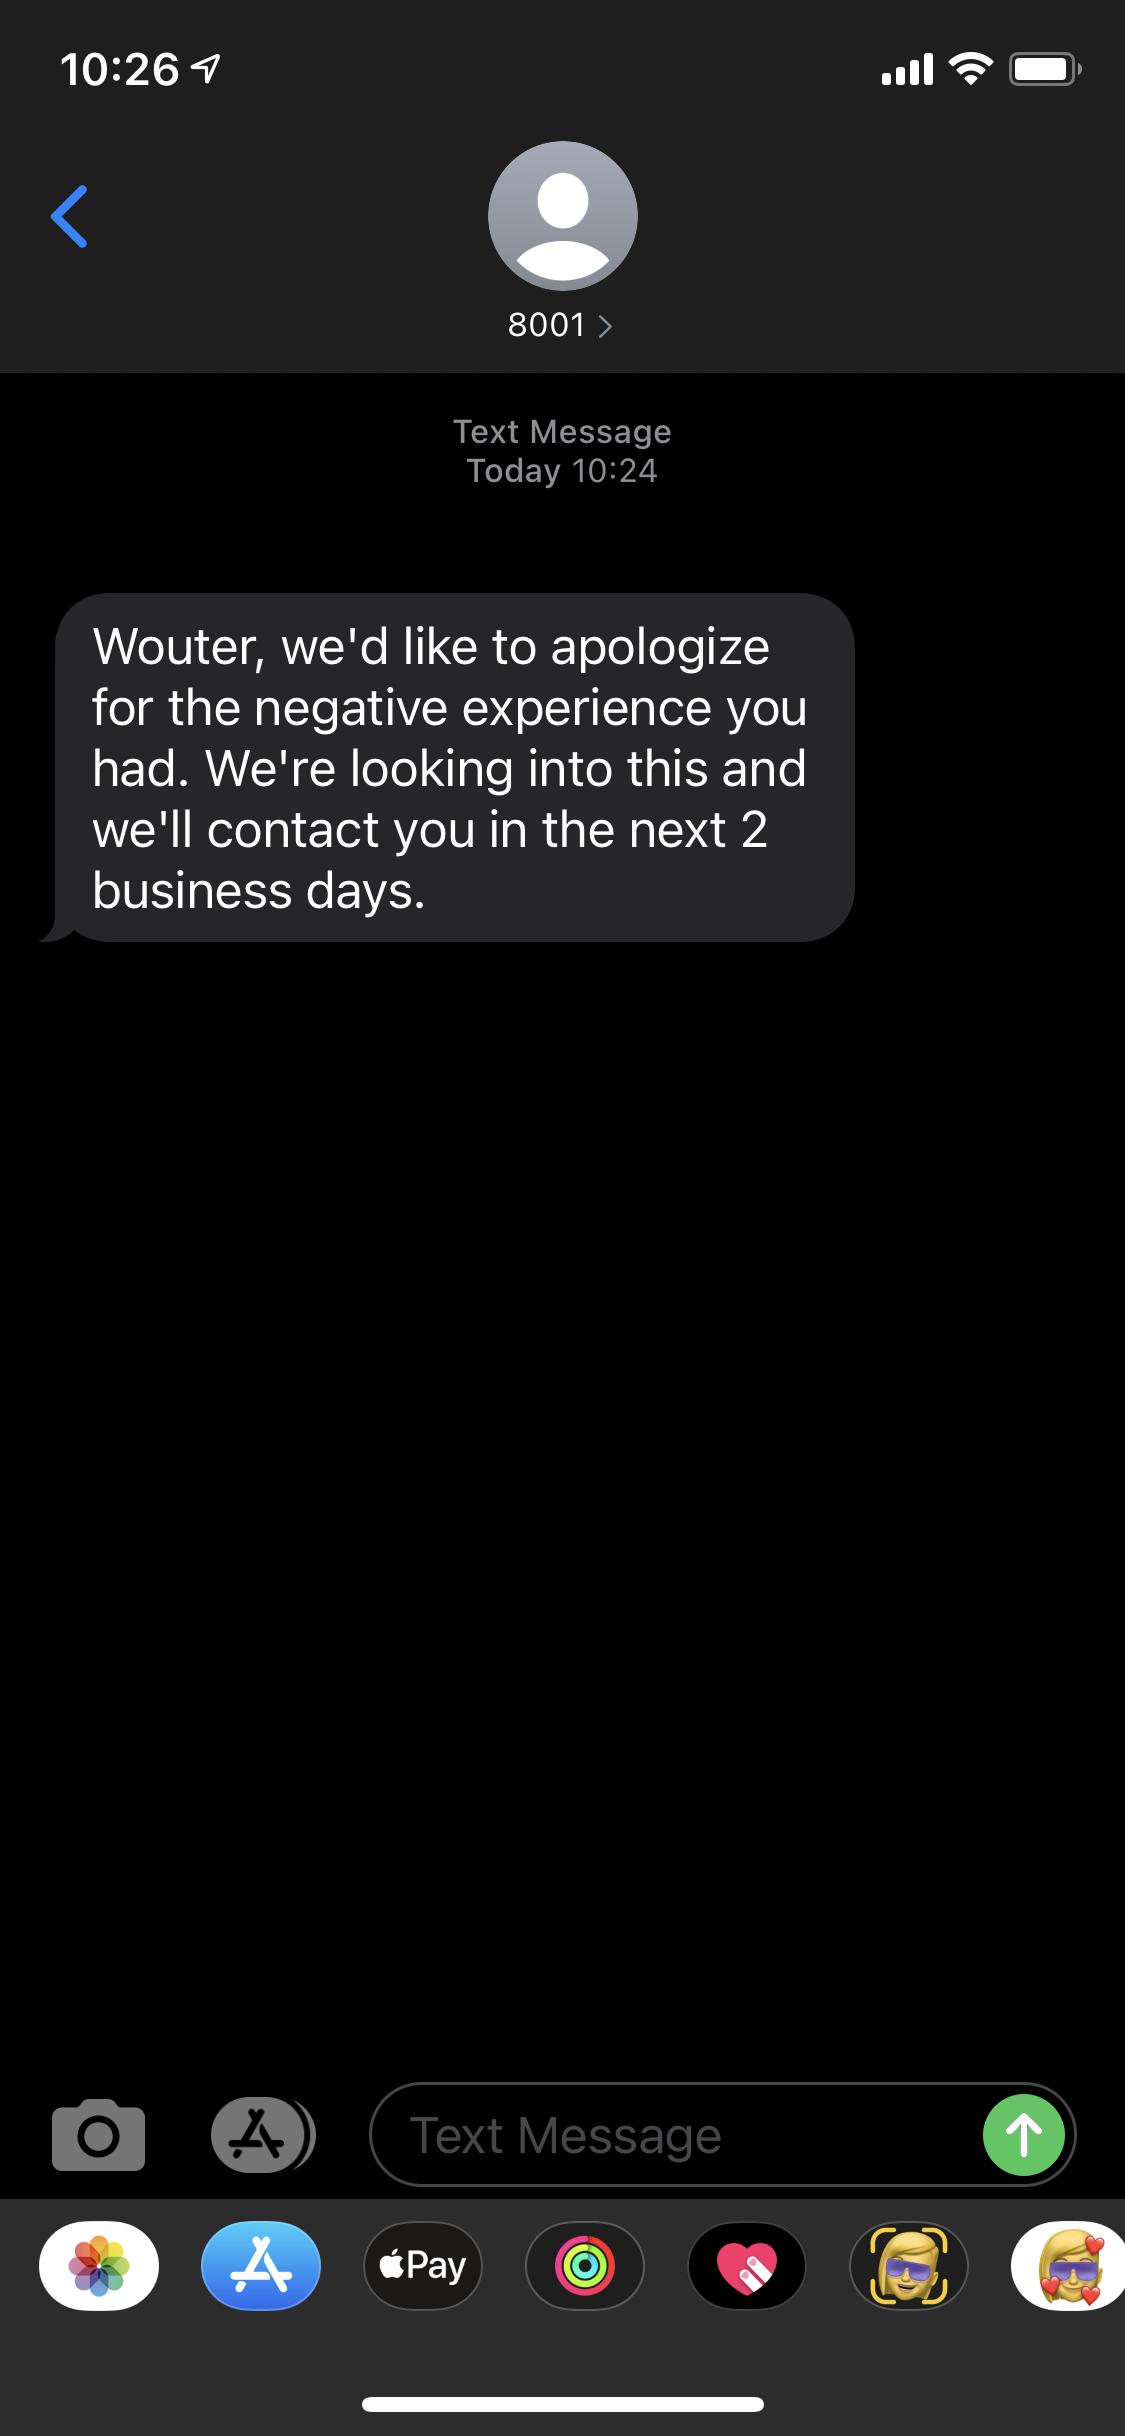 10:26
8001
Text Message
Today 10:24
Wouter, we'd like to apologize
for the negative experience you
had. We're looking into this and
we'll contact you in the next 2
business days.
Text Message
Pay